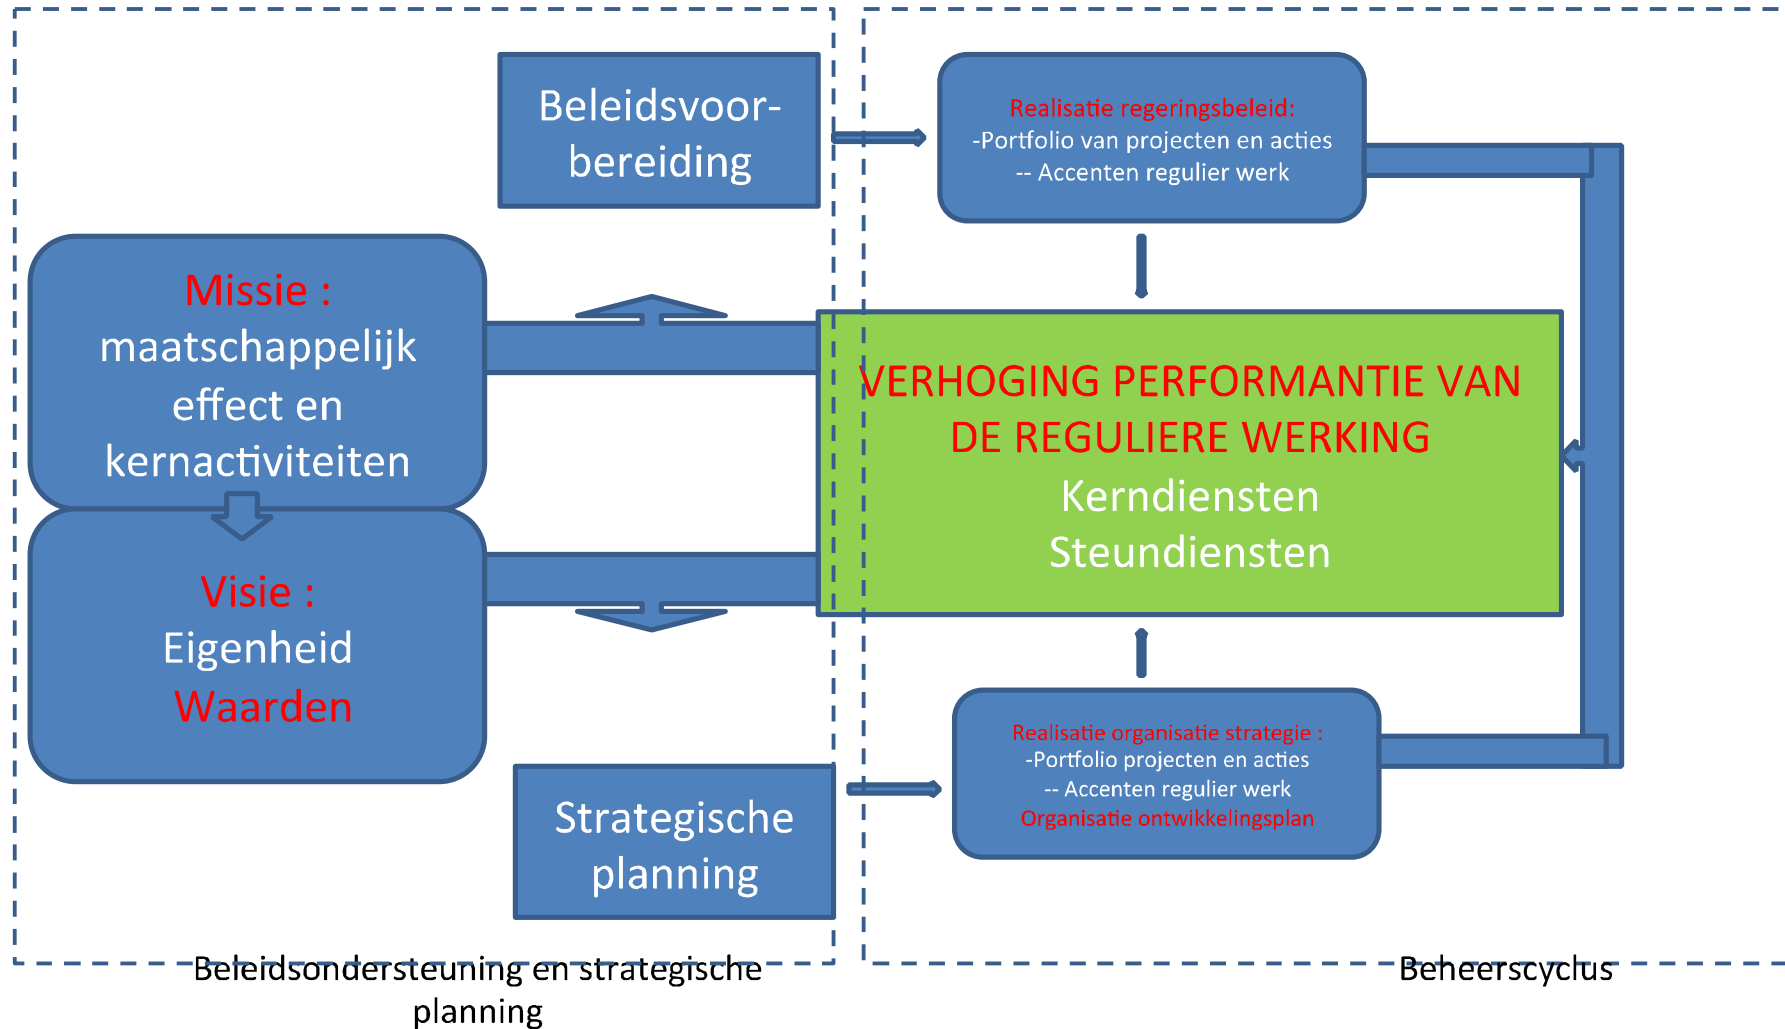 Beleidsvoor-
bereiding
Realisatie regeringsbeleid:
-Portfolio van projecten en acties
-- Accenten regulier werk
Missie :
maatschappelijk
effect en
kernactiviteiten
VERHOGING PERFORMANTIE VAN
DE REGULIERE WERKING
Kerndiensten
Steundiensten
Visie :
Eigenheid
Waarden
Realisatie organisatie strategie :
-Portfolio projecten en acties
-- Accenten regulier werk
Organisatie ontwikkelingsplan
Strategische
planning
Beleidsondersteuning en strategische
planning
Beheerscyclus